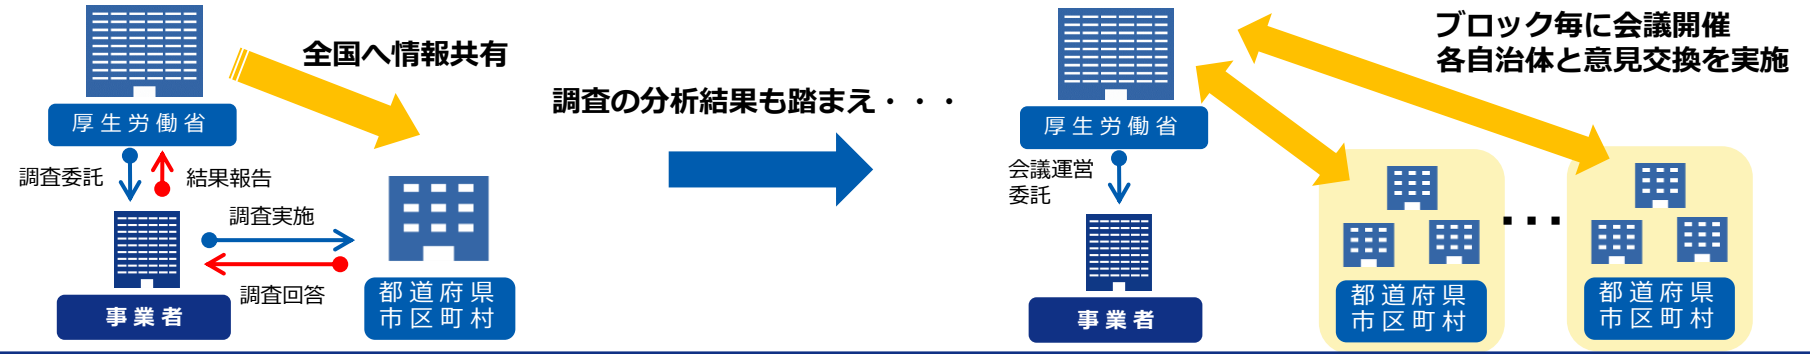 全国へ情報共有
厚生労働省
調査委託
結果報告
調査実施
調査回答
事業者
都道府県
市区町村
調査の分析結果も踏まえ・・・
ブロック毎に会議開催
各自治体と意見交換を実施
厚生労働省
会議運営
委託
事業者
都道府県
市区町村
・・・
都道府県
市区町村